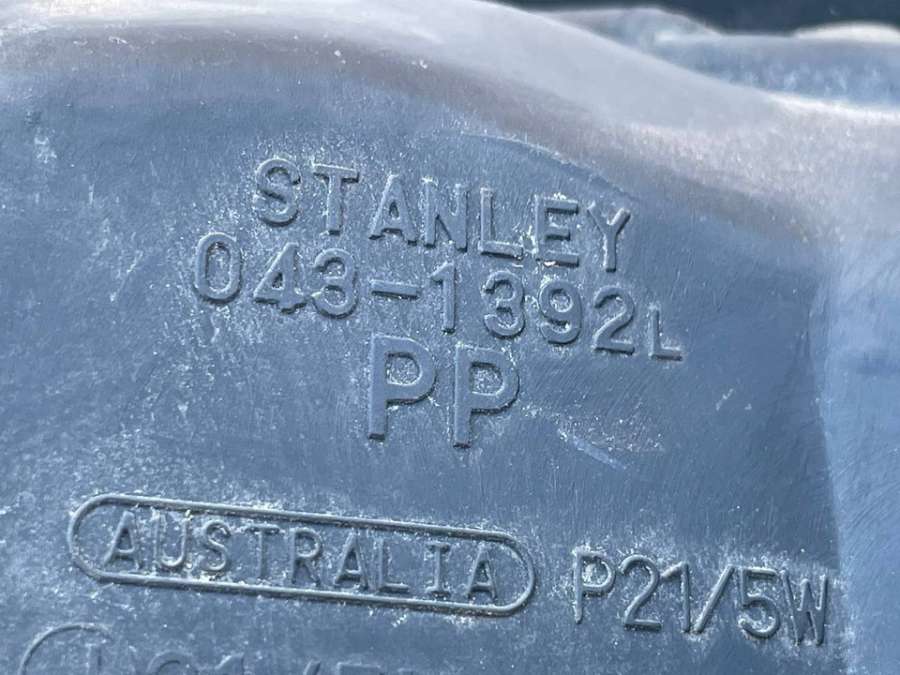 STANLEY
043-1392L
PP
AUSTRALIA P21/5W